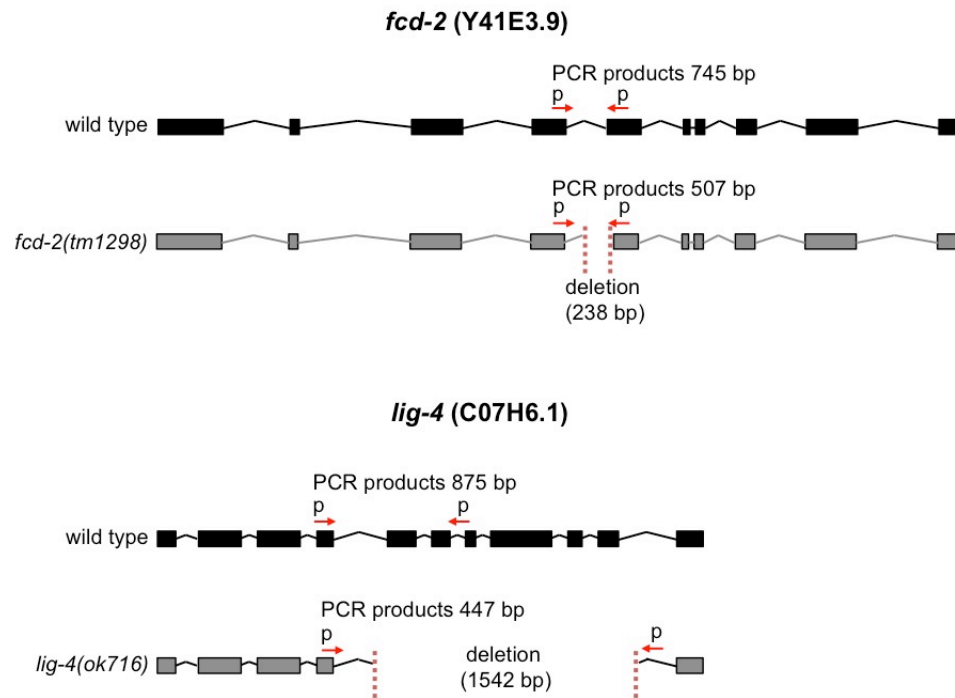 fcd-2 (Y41E3.9)
PCR products 745 bp
p p
wild type
PCR products 507 bp
p p
fcd-2(tm1298)
deletion
(238 bp)
lig-4 (C07H6.1)
PCR products 875 bp
p p
wild type
PCR products 447 bp
p p
lig-4(ok716)
deletion
(1542 bp)